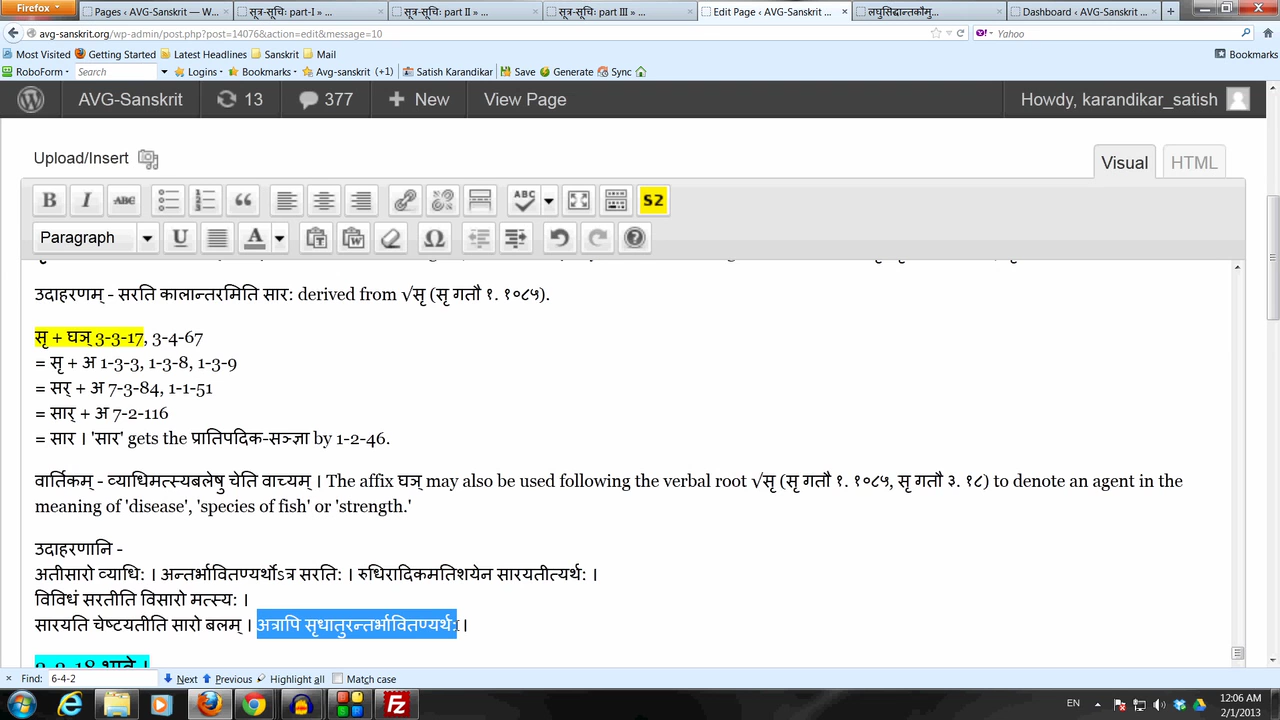 Firefox
Pages ‹ AVG-Sanskrit — W...
सूत्र-सूचिः part-I » ...
सूत्र-सूचिः part II » ...
सूत्र-सूचिः part III » ...
Edit Page ‹ AVG-Sanskrit ...
लघुसिद्धान्तकौमु...
Dashboard ‹ AVG-Sanskrit ...
avg-sanskrit.org/wp-admin/post.php?post=14076&action=edit&message=10
Yahoo
Most Visited Getting Started Latest Headlines Sanskrit Mail Bookmarks
RoboForm Search Logins Bookmarks Avg-sanskrit (+1) Satish Karandikar Save Generate Sync
AVG-Sanskrit 13 377 New View Page Howdy, karandikar_satish
Upload/Insert Visual HTML
B I ABC “ ABC S2
Paragraph U A Ω ?
उदाहरणम् - सरति कालान्तरमिति सार: derived from √सृ (सृ गतौ १. १०८५).
सृ + घञ् 3-3-17, 3-4-67
= सृ + अ 1-3-3, 1-3-8, 1-3-9
= सर् + अ 7-3-84, 1-1-51
= सार् + अ 7-2-116
= सार । 'सार' gets the प्रातिपदिक-सञ्ज्ञा by 1-2-46.
वार्तिकम् - व्याधिमत्स्यबलेषु चेति वाच्यम् । The affix घञ् may also be used following the verbal root √सृ (सृ गतौ १. १०८५, सृ गतौ ३. १८) to denote an agent in the
meaning of 'disease', 'species of fish' or 'strength.'
उदाहरणानि -
अतीसारो व्याधि: । अन्तर्भावितण्यर्थोऽत्र सरति: । रुधिरादिकमतिशयेन सारयतीत्यर्थ: ।
विविधं सरतीति विसारो मत्स्य: ।
सारयति चेष्टयतीति सारो बलम् । अत्रापि सृधातुरन्तर्भावितण्यर्थ: ।
3-3-18 भावे ।
Find: 6-4-2 Next Previous Highlight all Match case
EN 12:06 AM
2/1/2013